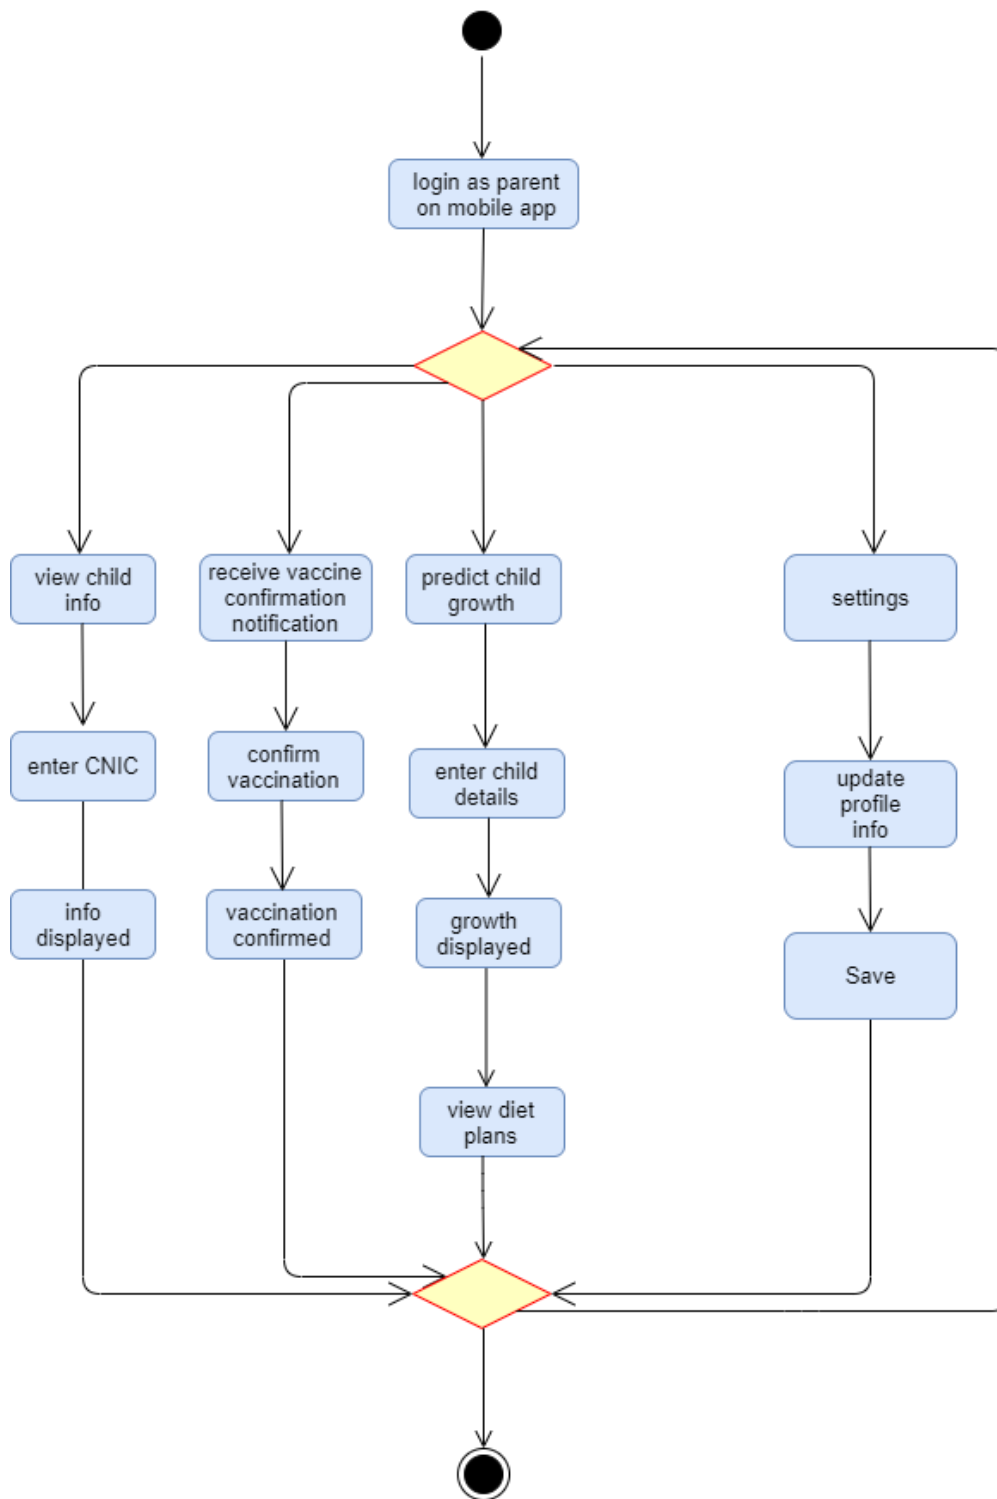 login as parent
on mobile app
view child
info
receive vaccine
confirmation
notification
predict child
growth
settings
enter CNIC
confirm
vaccination
enter child
details
update
profile
info
info
displayed
vaccination
confirmed
growth
displayed
Save
view diet
plans